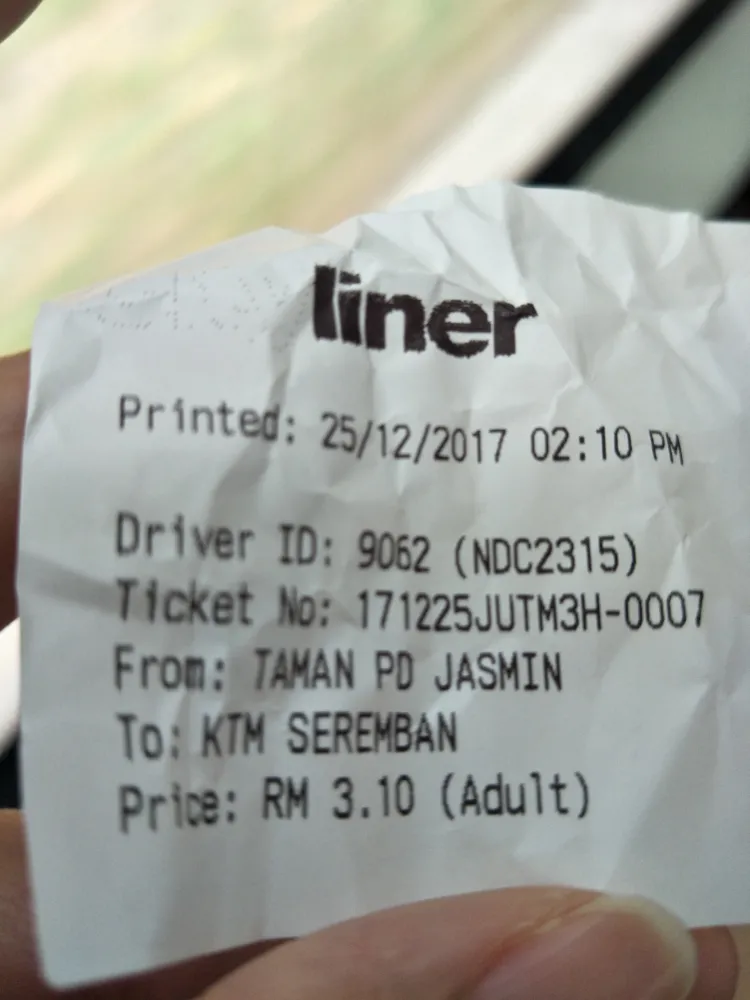 liner
Printed: 25/12/2017 02:10 PM
Driver ID: 9062 (NDC2315)
Ticket No: 171225JUTM3H-0007
From: TAMAN PD JASMIN
To: KTM SEREMBAN
Price: RM 3.10 (Adult)